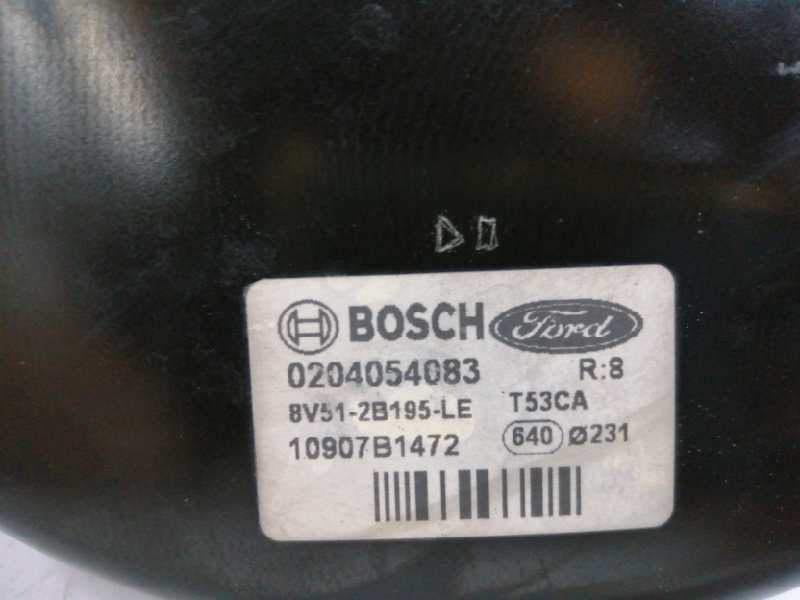 BOSCH Ford
0204054083 R:8
8V51-2B195-LE T53CA
10907B1472 640 Ø231